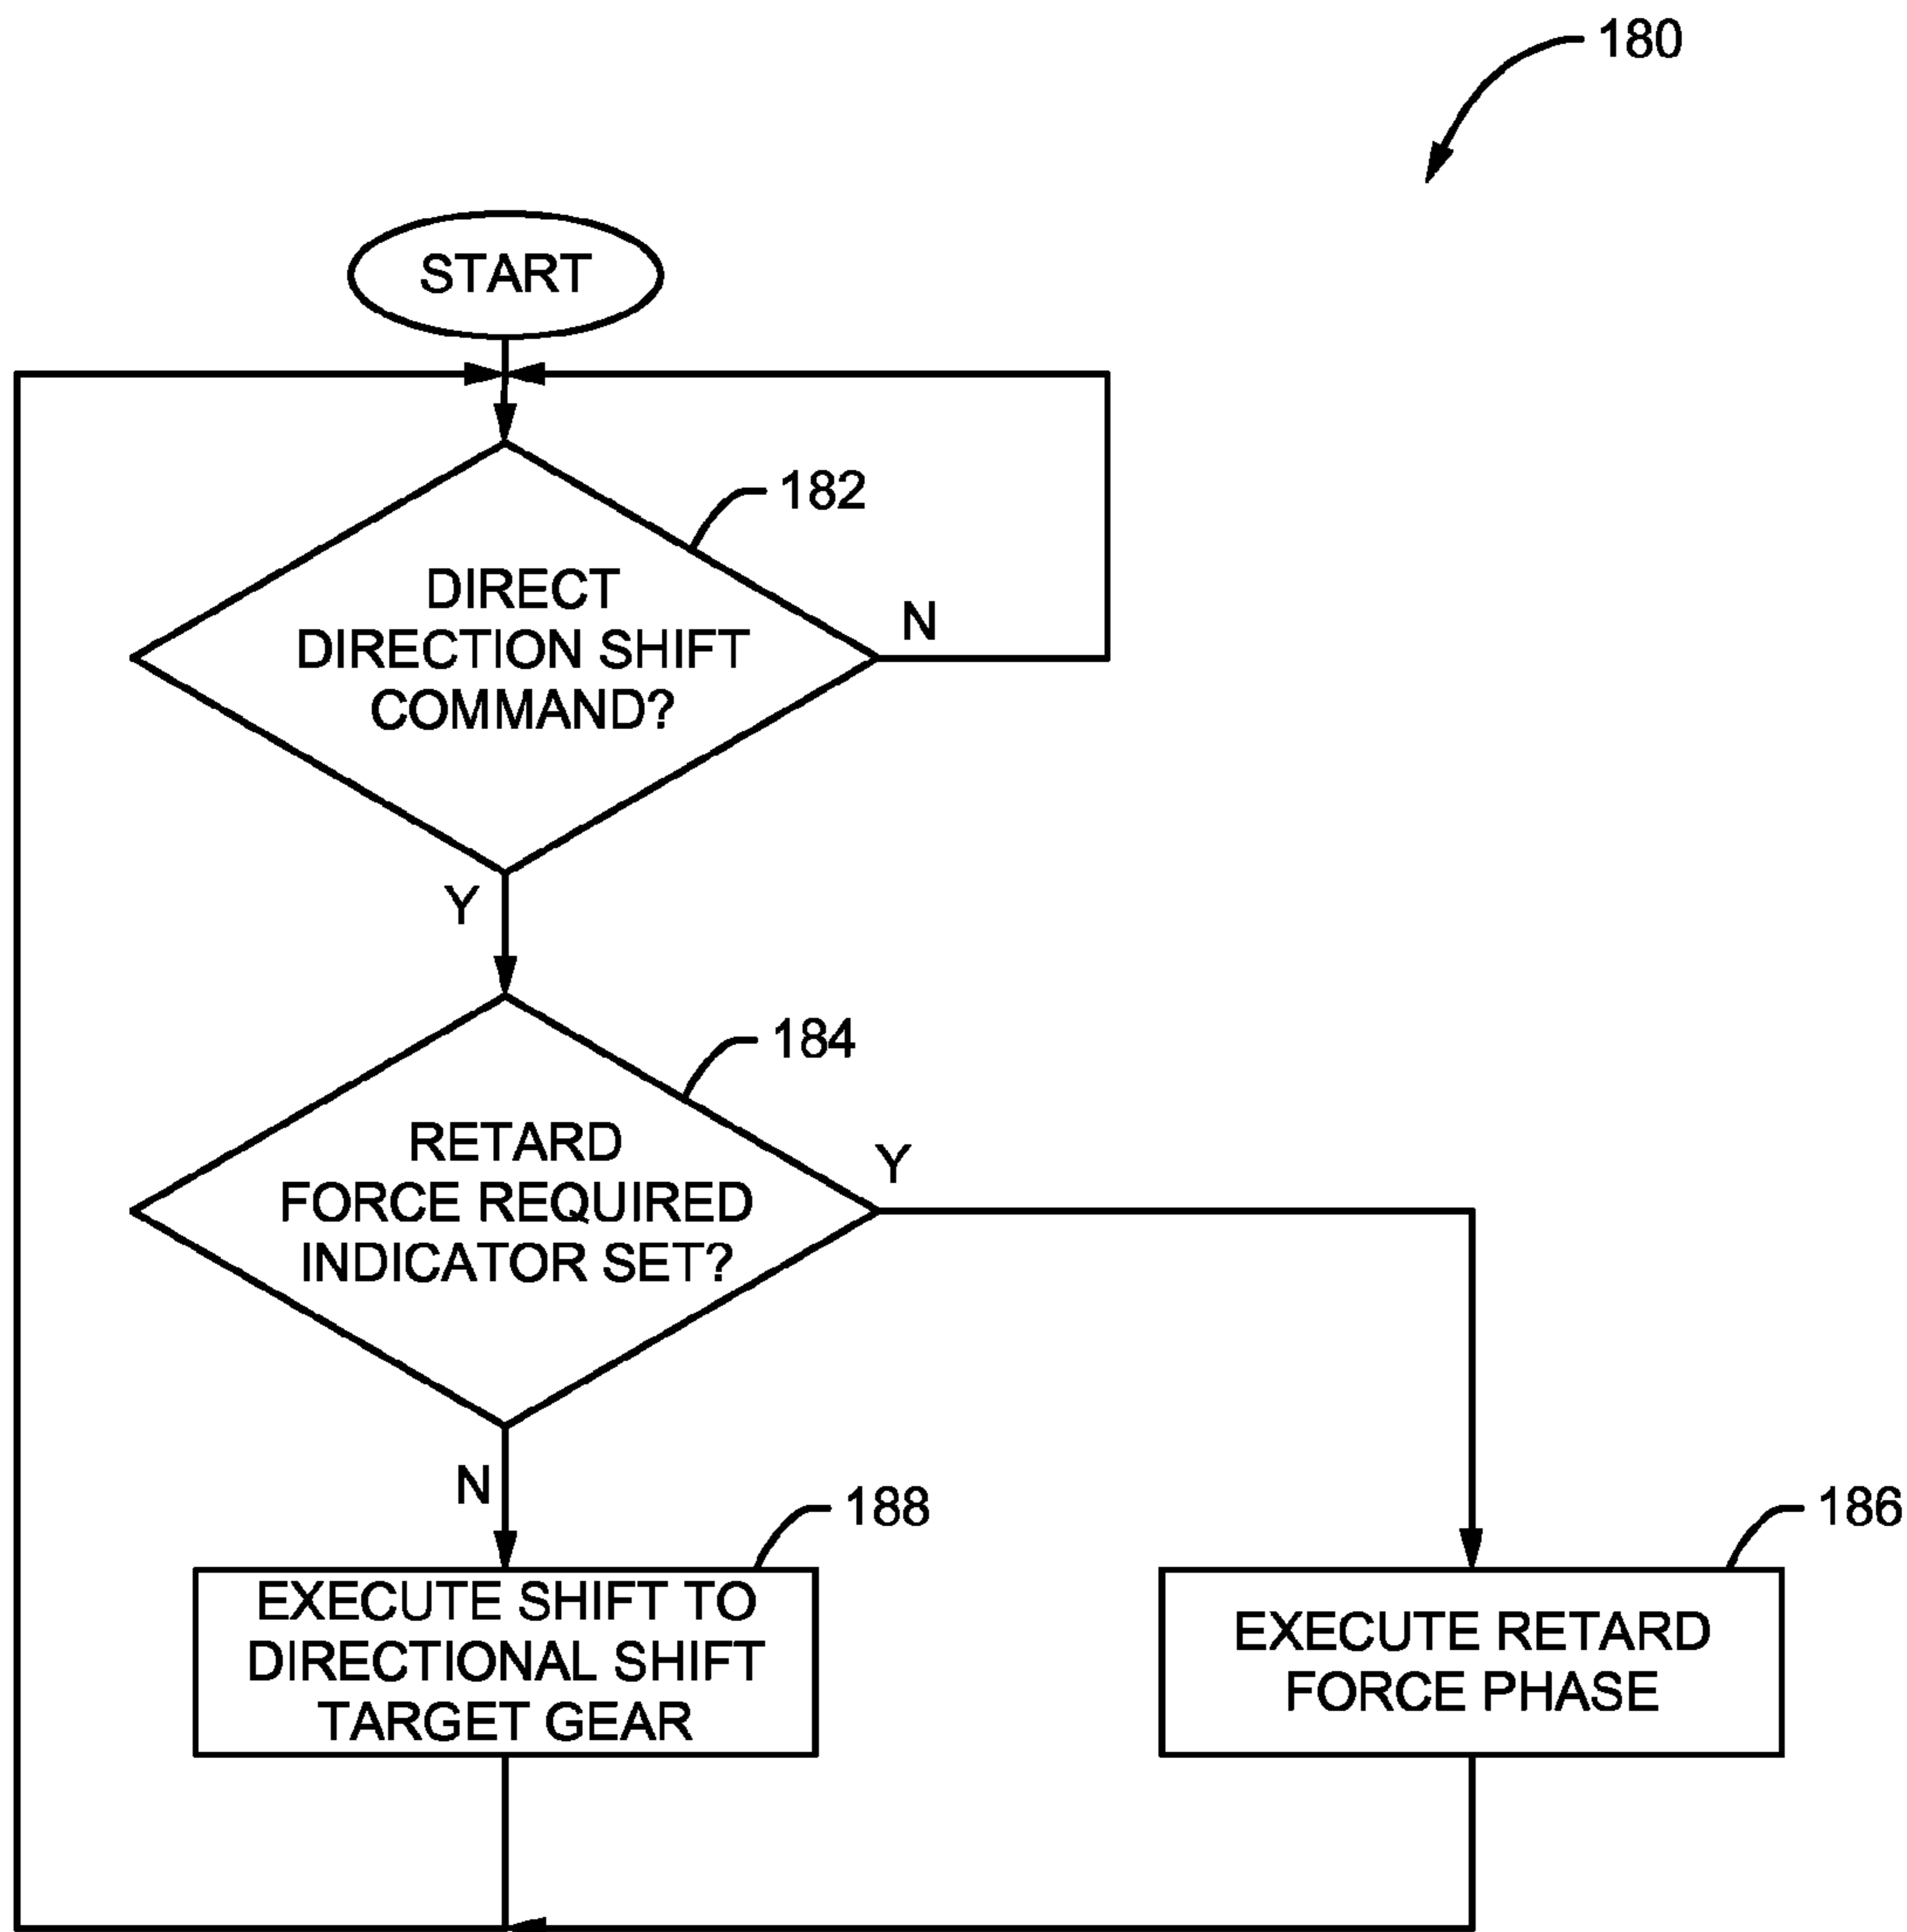 180
START
182
DIRECT
DIRECTION SHIFT
COMMAND?
N
Y
184
RETARD
FORCE REQUIRED
INDICATOR SET?
Y
N
188
186
EXECUTE SHIFT TO
DIRECTIONAL SHIFT
TARGET GEAR
EXECUTE RETARD
FORCE PHASE